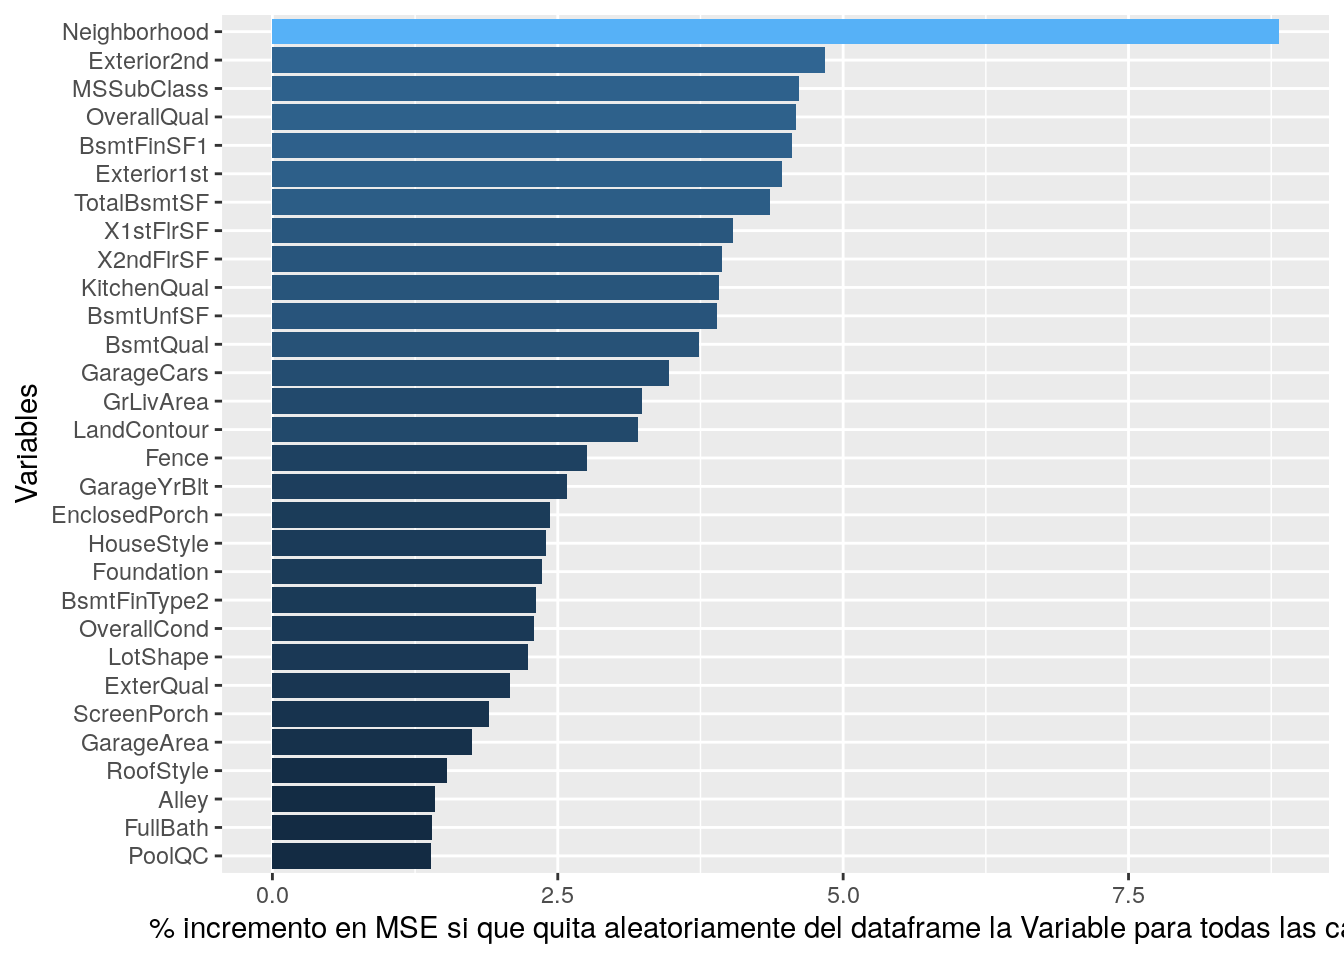 Neighborhood
Exterior2nd
MSSubClass
OverallQual
BsmtFinSF1
Exterior1st
TotalBsmtSF
X1stFlrSF
X2ndFlrSF
KitchenQual
BsmtUnfSF
BsmtQual
GarageCars
GrLivArea
LandContour
Fence
GarageYrBlt
EnclosedPorch
HouseStyle
Foundation
BsmtFinType2
OverallCond
LotShape
ExterQual
ScreenPorch
GarageArea
RoofStyle
Alley
FullBath
PoolQC
Variables
0.0 2.5 5.0 7.5
% incremento en MSE si que quita aleatoriamente del dataframe la Variable para todas las